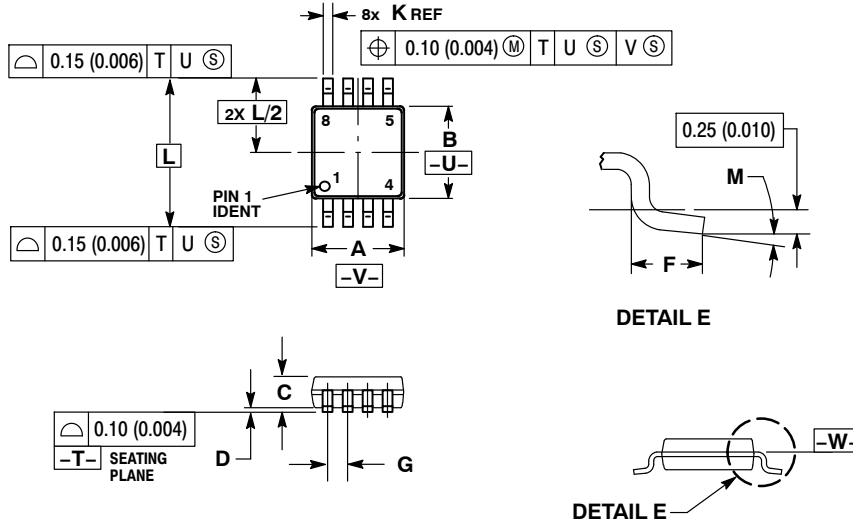 8x K REF
0.10 (0.004) Ⓜ T U Ⓢ V Ⓢ
0.15 (0.006) T U Ⓢ
2X L/2
8 5
B
–U–
L
PIN 1
IDENT
1 4
0.15 (0.006) T U Ⓢ
A
–V–
0.25 (0.010)
M
F
DETAIL E
C
0.10 (0.004)
–T– SEATING
PLANE
D
G
–W–
DETAIL E